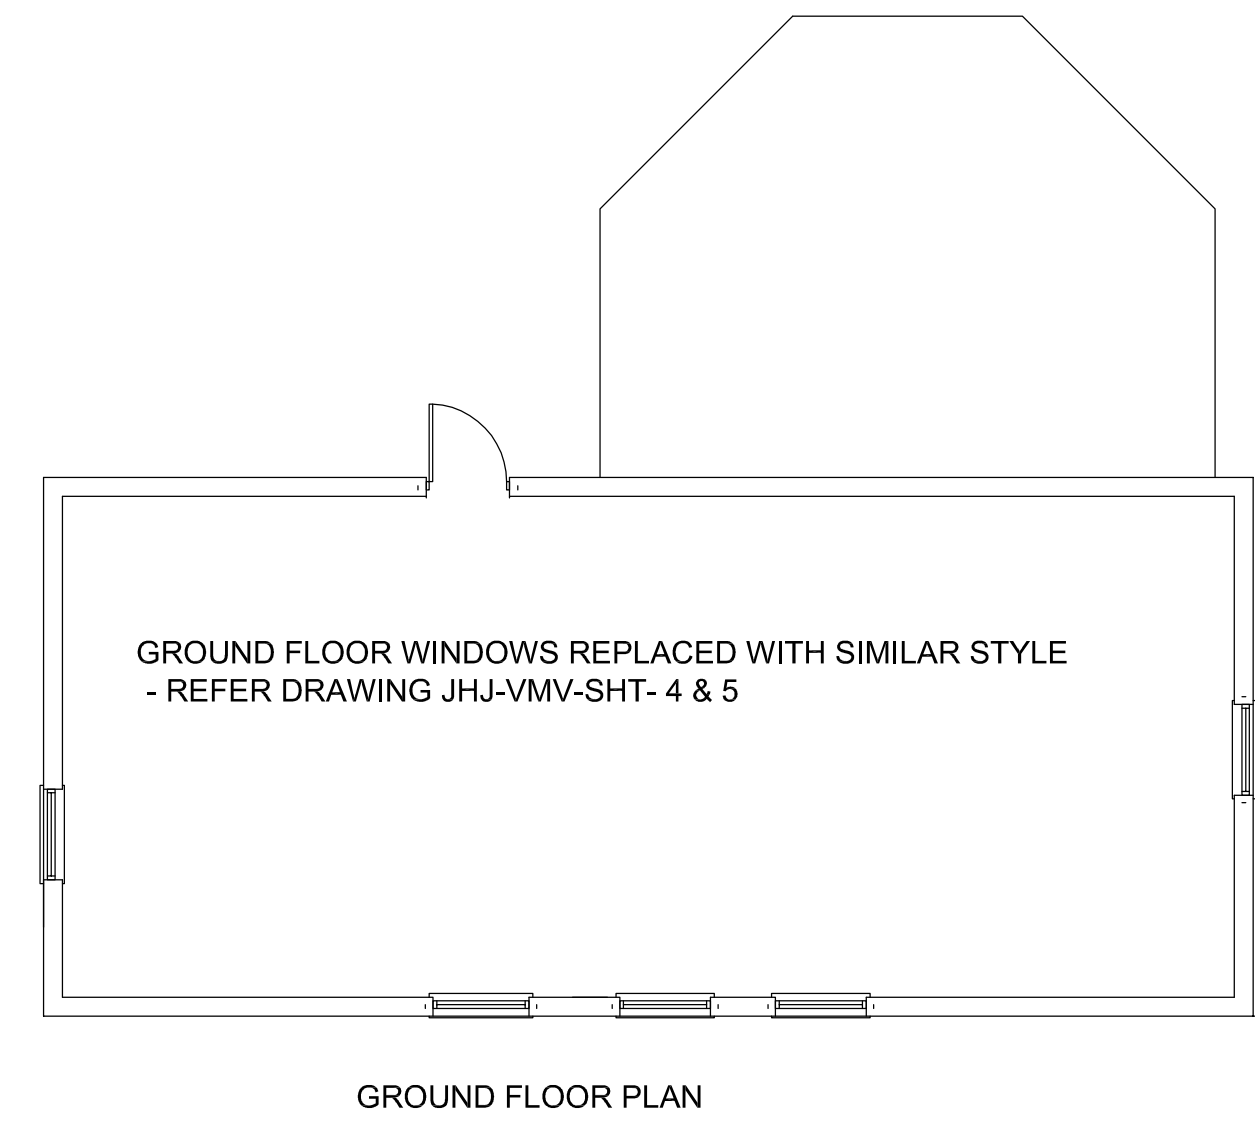 GROUND FLOOR WINDOWS REPLACED WITH SIMILAR STYLE
- REFER DRAWING JHJ-VMV-SHT- 4 & 5
GROUND FLOOR PLAN